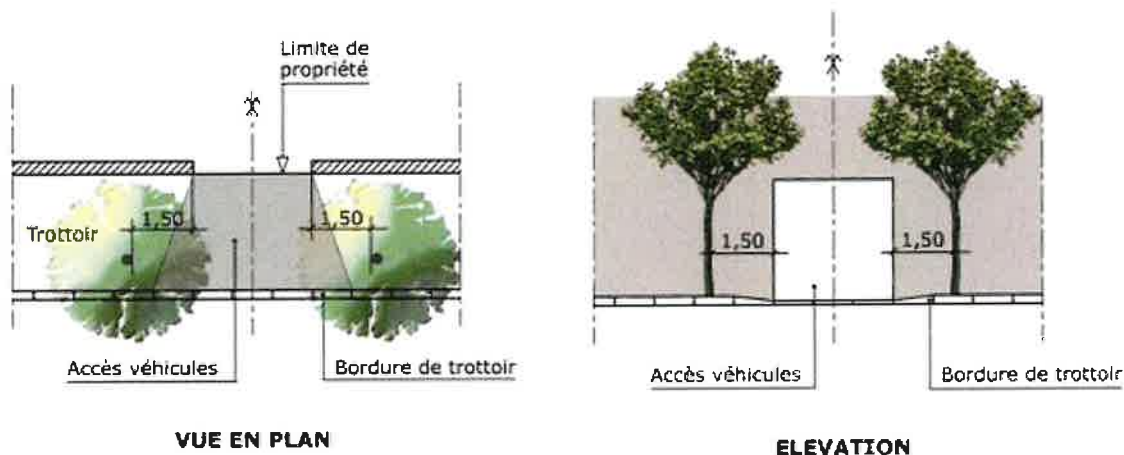 Limite de
propriété
1,50
1,50
Trottoir
Accès véhicules
Bordure de trottoir
VUE EN PLAN
1,50
1,50
Accès véhicules
Bordure de trottoir
ELEVATION